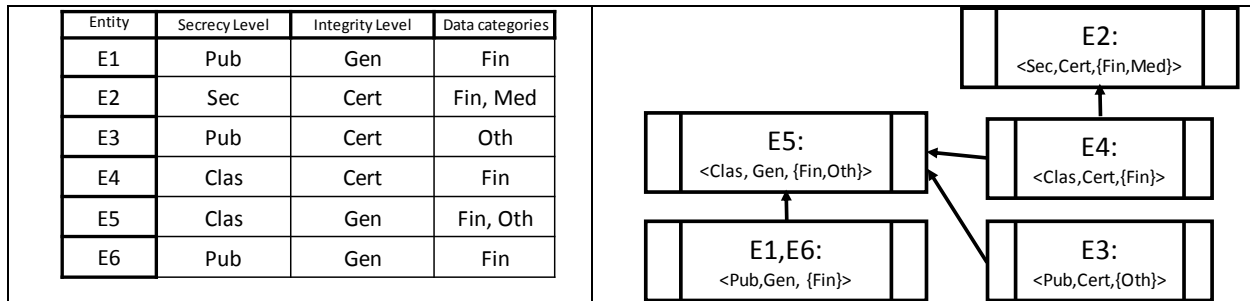 Entity Secrecy Level Integrity Level Data categories
E1 Pub Gen Fin
E2 Sec Cert Fin, Med
E3 Pub Cert Oth
E4 Clas Cert Fin
E5 Clas Gen Fin, Oth
E6 Pub Gen Fin
E2:
<Sec,Cert,{Fin,Med}>
E5:
<Clas, Gen, {Fin,Oth}>
E4:
<Clas,Cert,{Fin}>
E1,E6:
<Pub,Gen, {Fin}>
E3:
<Pub,Cert,{Oth}>